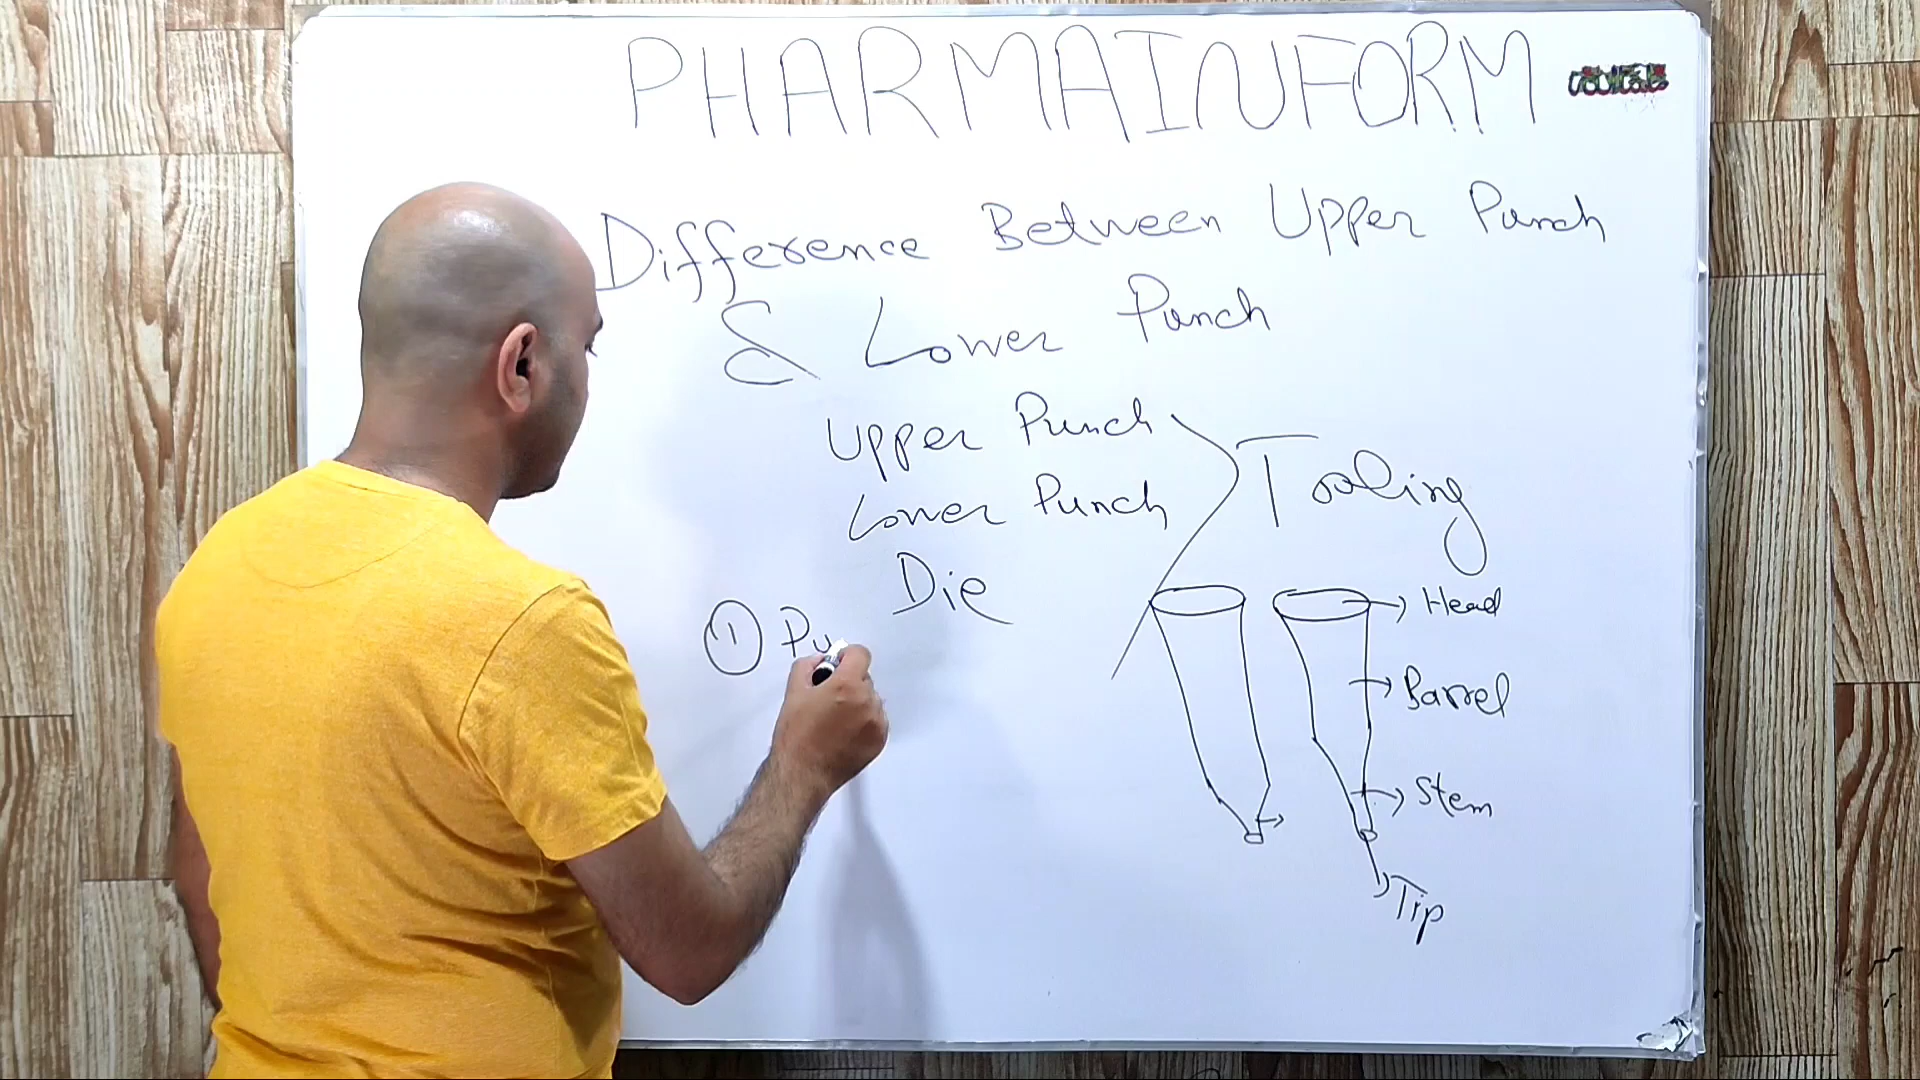 PHARMAINFORM
Difference Between Upper Punch
& Lower Punch
Upper Punch
Lower Punch
Die
Tooling
① Pu
Head
Barrel
Stem
Tip